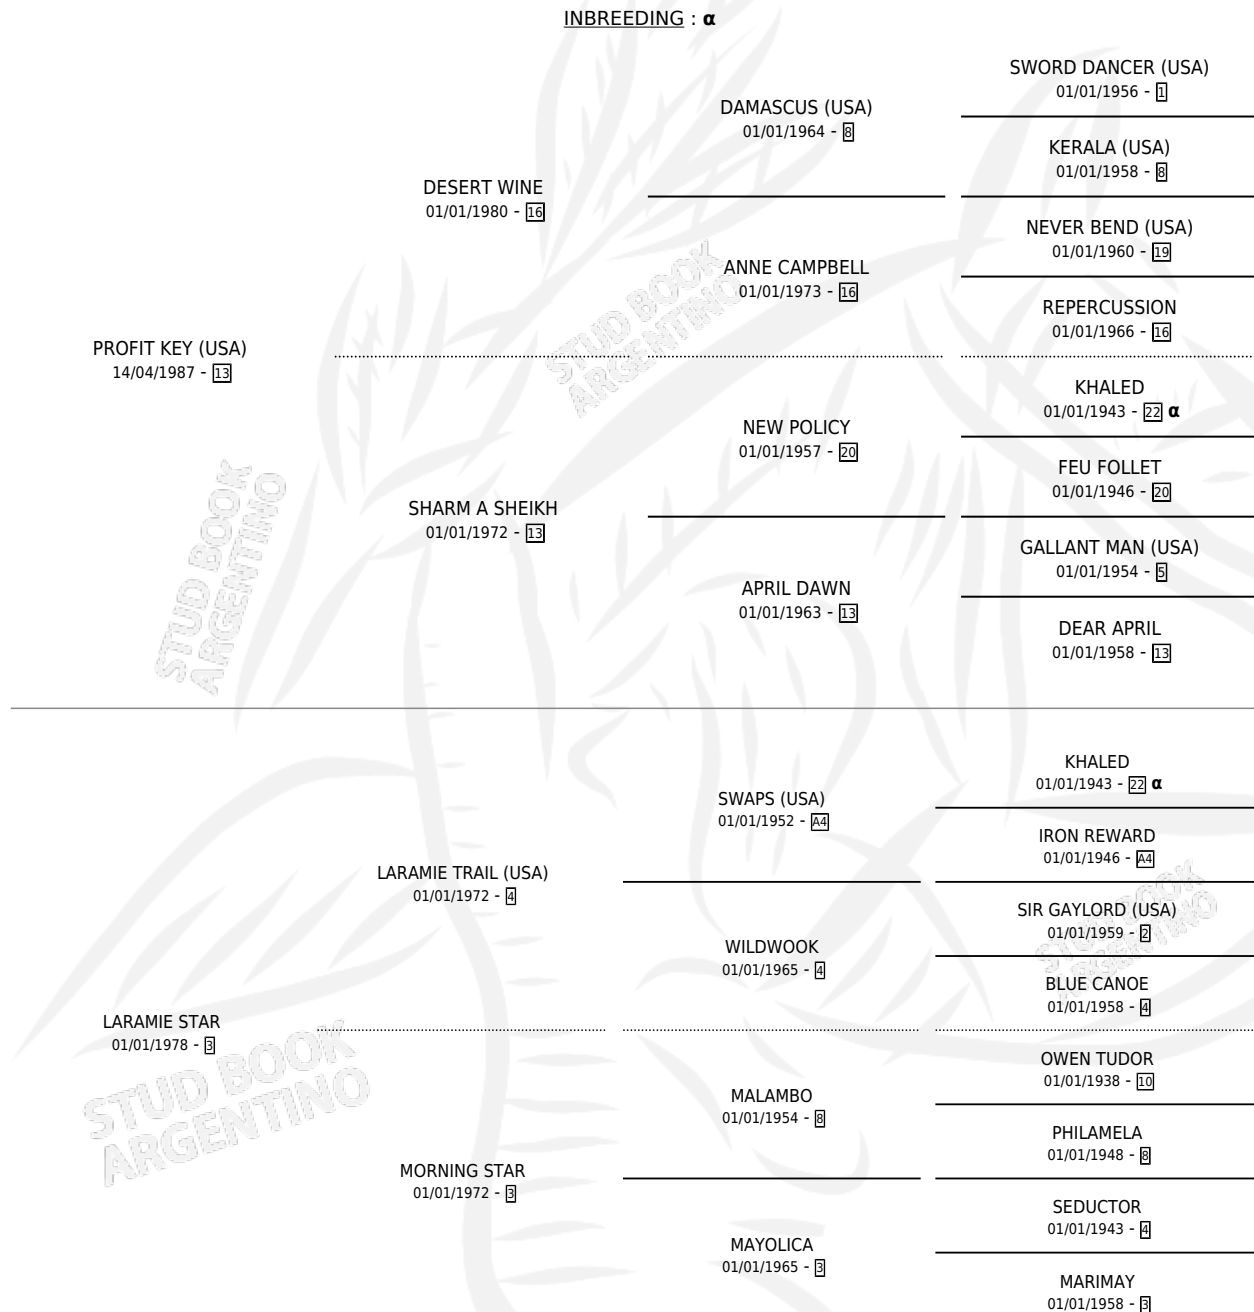 INBREEDING : α
SWORD DANCER (USA)
01/01/1956 - 1
DAMASCUS (USA)
01/01/1964 - 8
KERALA (USA)
01/01/1958 - 8
DESERT WINE
01/01/1980 - 16
NEVER BEND (USA)
01/01/1960 - 19
ANNE CAMPBELL
01/01/1973 - 16
REPERCUSSION
01/01/1966 - 16
PROFIT KEY (USA)
14/04/1987 - 13
KHALED
01/01/1943 - 22 α
NEW POLICY
01/01/1957 - 20
FEU FOLLET
01/01/1946 - 20
SHARM A SHEIKH
01/01/1972 - 13
GALLANT MAN (USA)
01/01/1954 - 5
APRIL DAWN
01/01/1963 - 13
DEAR APRIL
01/01/1958 - 13
KHALED
01/01/1943 - 22 α
SWAPS (USA)
01/01/1952 - A4
IRON REWARD
01/01/1946 - A4
LARAMIE TRAIL (USA)
01/01/1972 - 4
SIR GAYLORD (USA)
01/01/1959 - 2
WILDWOOK
01/01/1965 - 4
BLUE CANOE
01/01/1958 - 4
LARAMIE STAR
01/01/1978 - 3
OWEN TUDOR
01/01/1938 - 10
MALAMBO
01/01/1954 - 8
PHILAMELA
01/01/1948 - 8
MORNING STAR
01/01/1972 - 3
SEDUCTOR
01/01/1943 - 4
MAYOLICA
01/01/1965 - 3
MARIMAY
01/01/1958 - 3
STUD BOOK
ARGENTINO
STUD BOOK
ARGENTINO
STUD BOOK
ARGENTINO
STUD BOOK
ARGENTINO